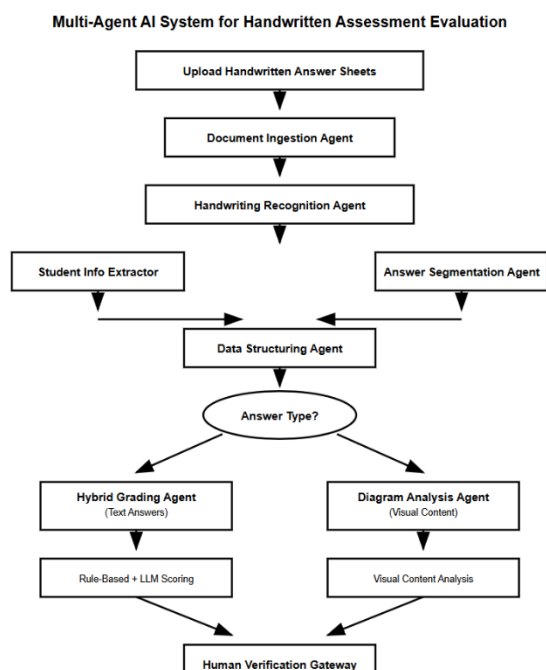 Multi-Agent AI System for Handwritten Assessment Evaluation
Upload Handwritten Answer Sheets
Document Ingestion Agent
Handwriting Recognition Agent
Student Info Extractor
Answer Segmentation Agent
Data Structuring Agent
Answer Type?
Hybrid Grading Agent
(Text Answers)
Diagram Analysis Agent
(Visual Content)
Rule-Based + LLM Scoring
Visual Content Analysis
Human Verification Gateway